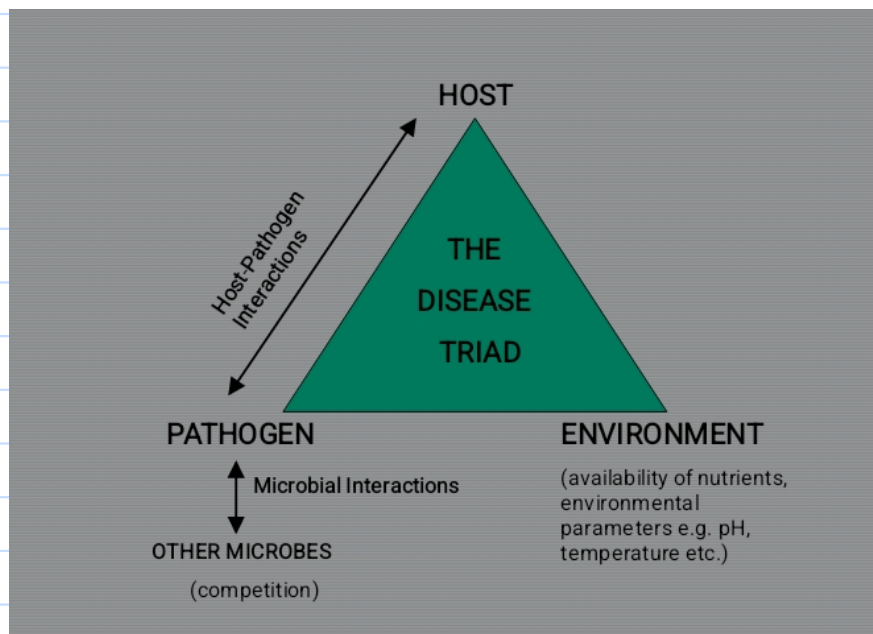 HOST
Host-Pathogen
Interactions
THE
DISEASE
TRIAD
PATHOGEN
ENVIRONMENT
Microbial Interactions
(availability of nutrients,
environmental
parameters e.g. pH,
temperature etc.)
OTHER MICROBES
(competition)